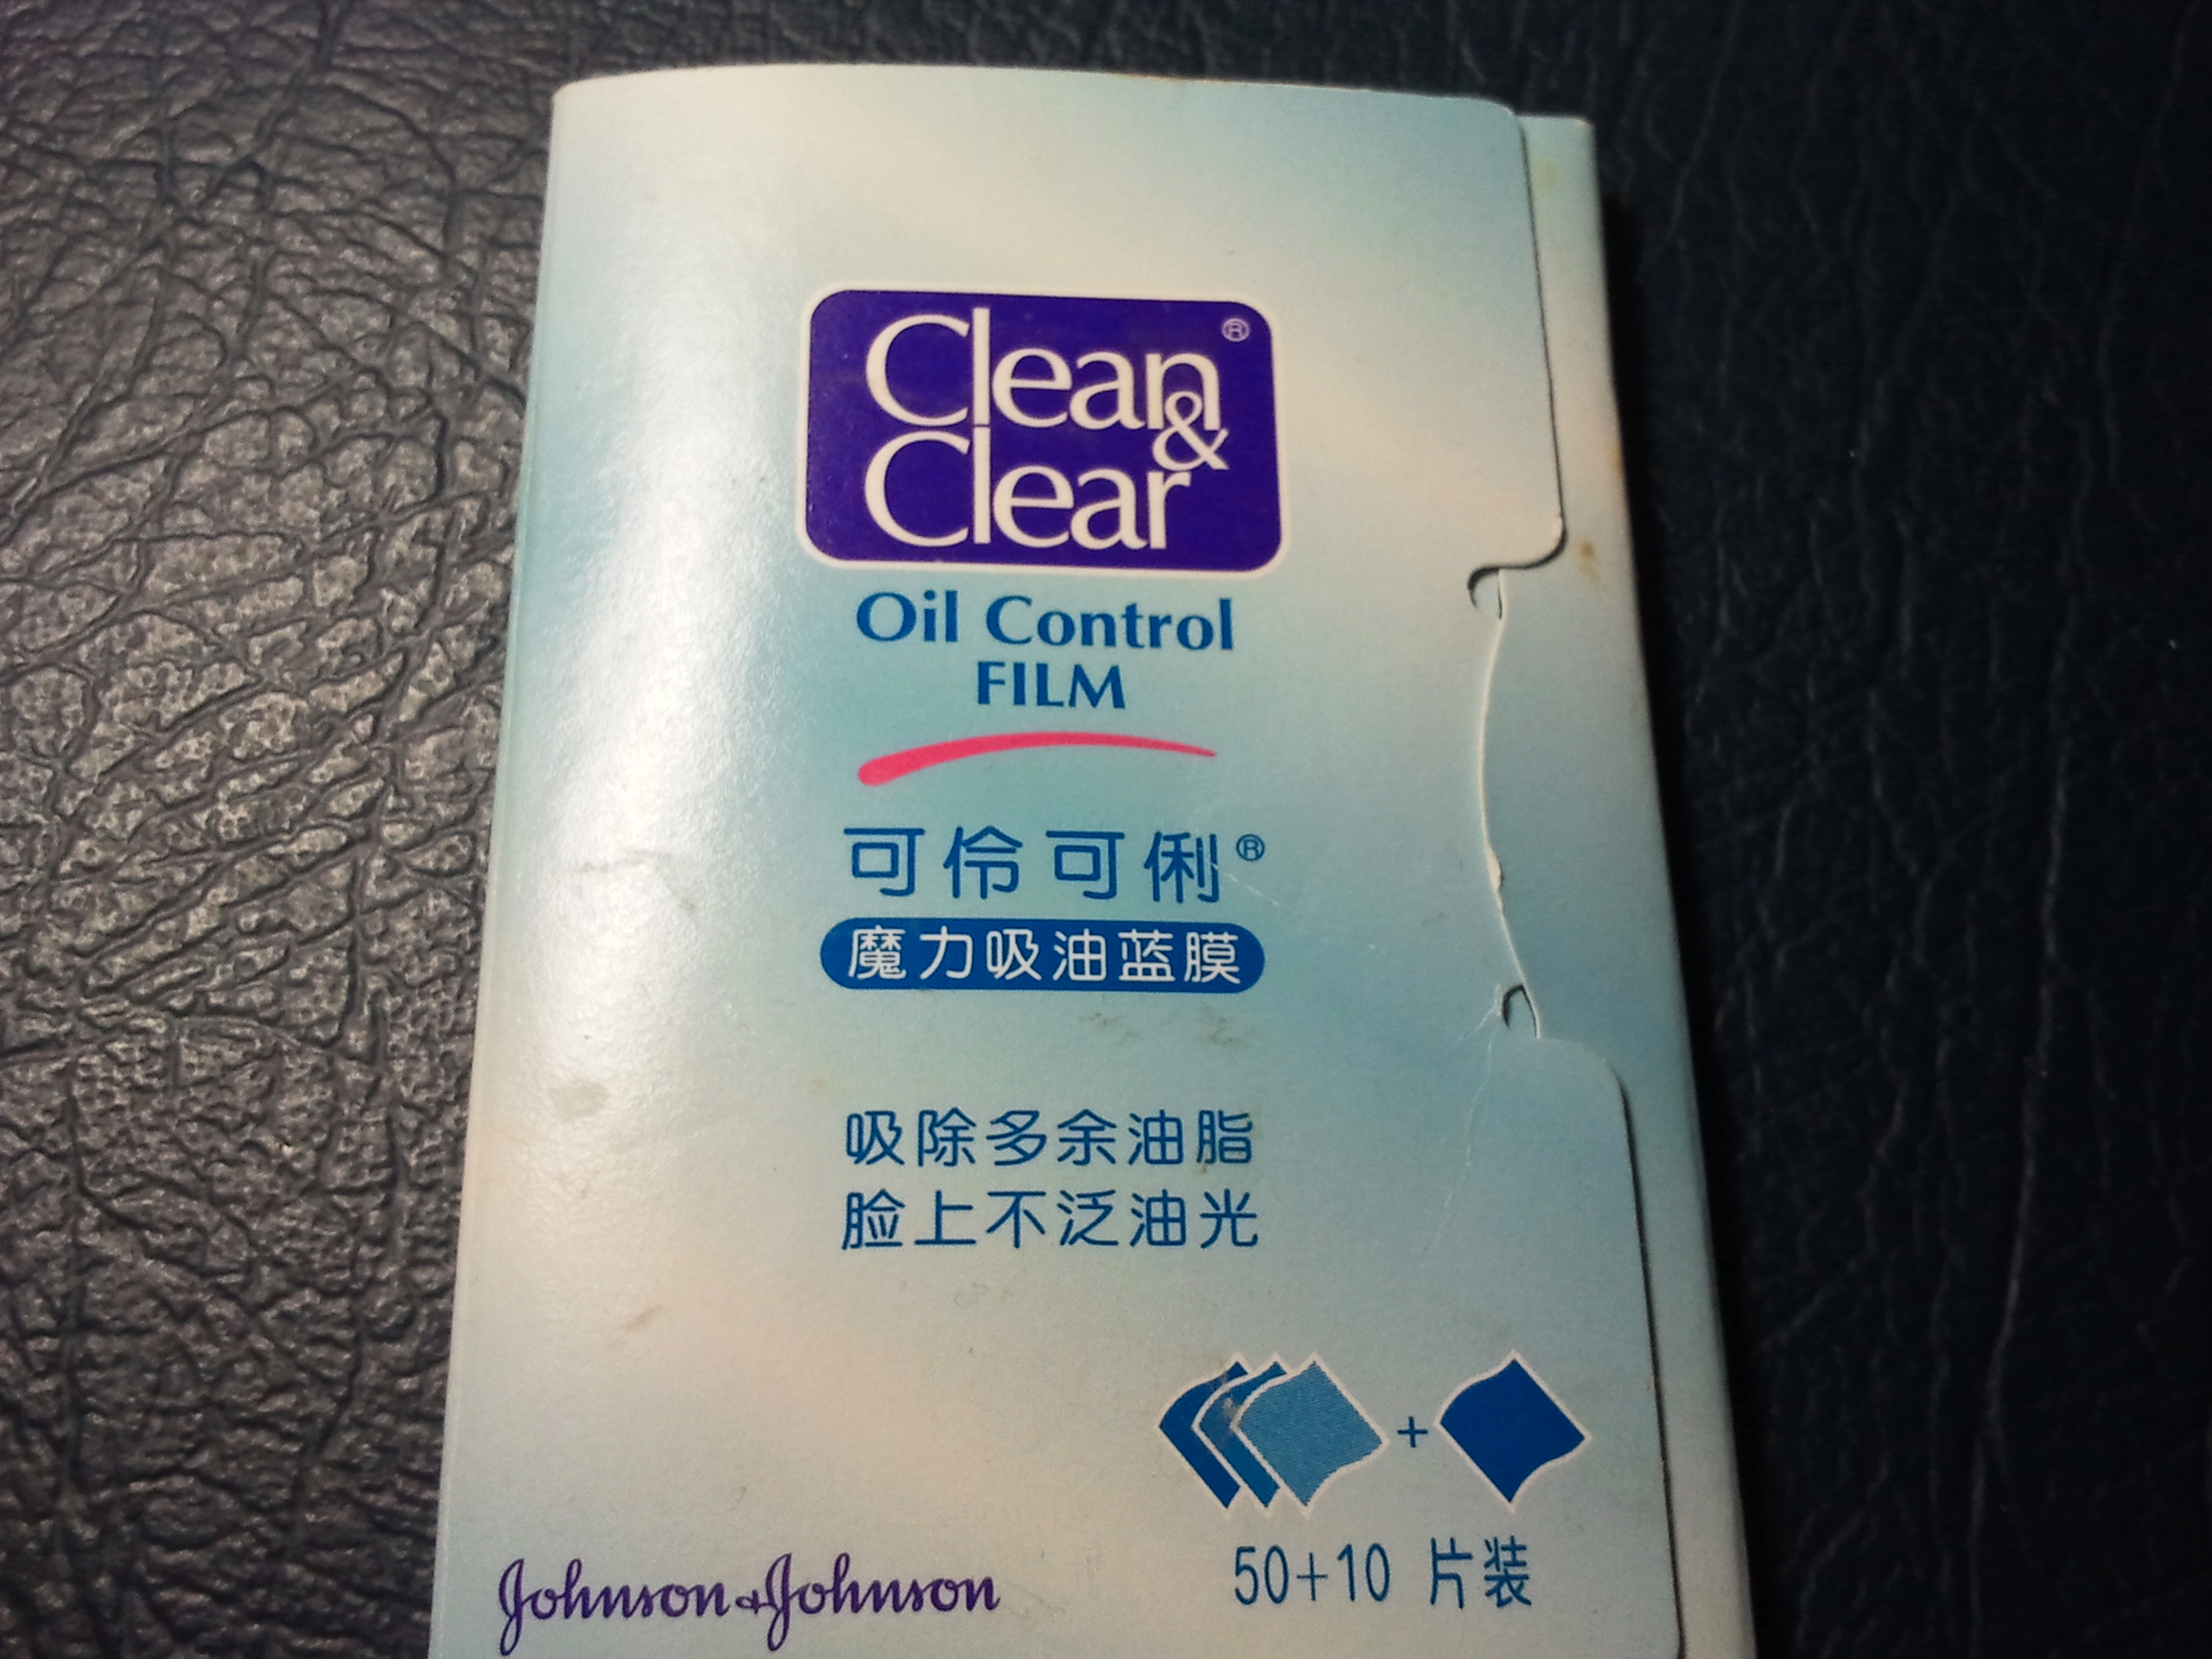 Clean &
Clear®
Oil Control
FILM
可伶可俐®
魔力吸油蓝膜
吸除多余油脂
脸上不泛油光
+
50+10 片装
Johnson & Johnson